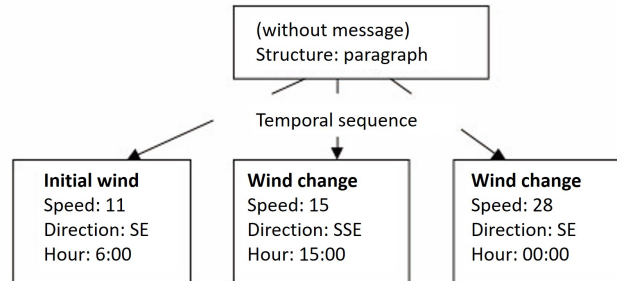 (without message)
Structure: paragraph
Temporal sequence
Initial wind
Speed: 11
Direction: SE
Hour: 6:00
Wind change
Speed: 15
Direction: SSE
Hour: 15:00
Wind change
Speed: 28
Direction: SE
Hour: 00:00